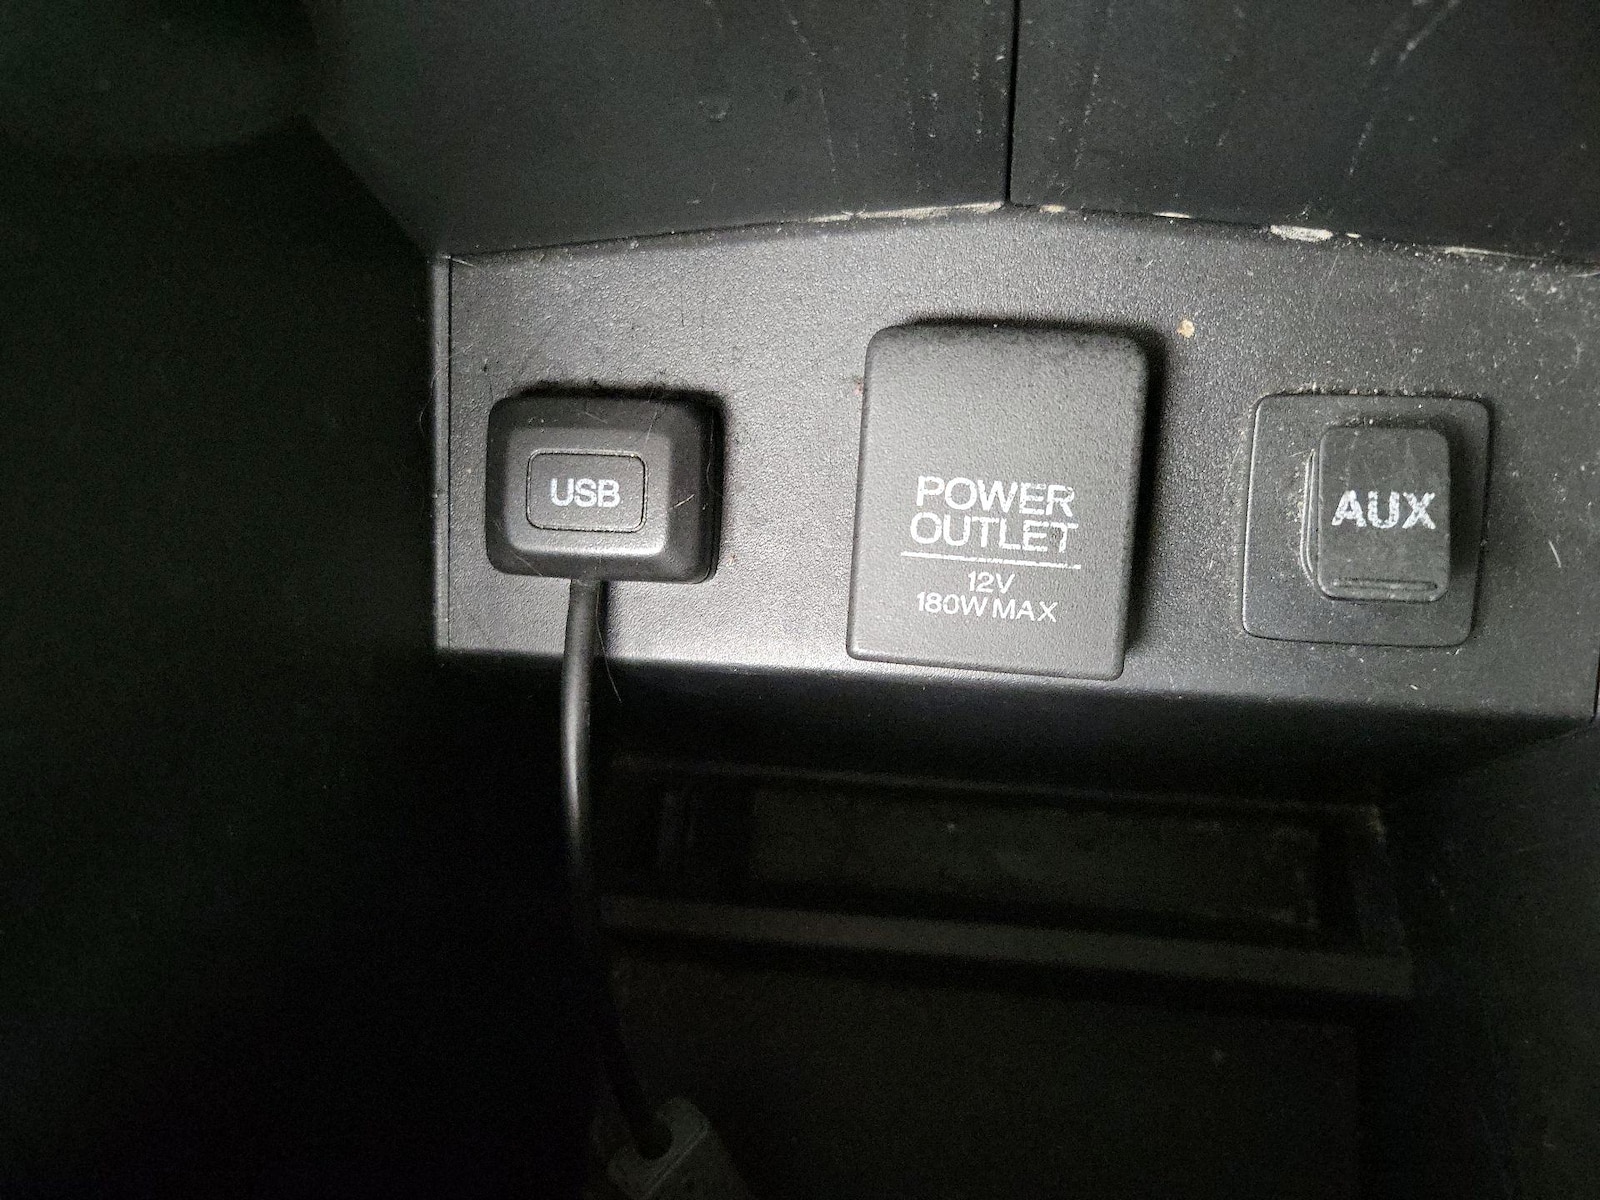 USB
POWER
OUTLET
12V
180W MAX
AUX